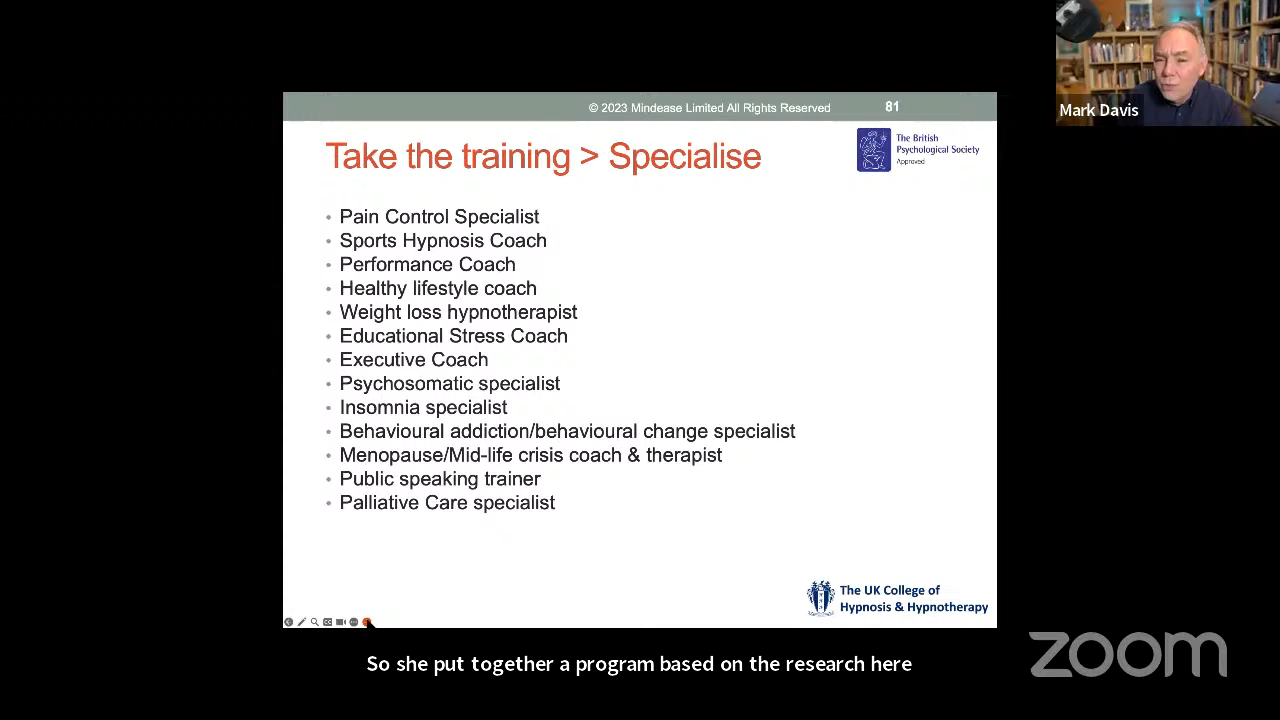 © 2023 Mindease Limited All Rights Reserved
81
Mark Davis
Take the training > Specialise
The British
Psychological Society
Approved
• Pain Control Specialist
• Sports Hypnosis Coach
• Performance Coach
• Healthy lifestyle coach
• Weight loss hypnotherapist
• Educational Stress Coach
• Executive Coach
• Psychosomatic specialist
• Insomnia specialist
• Behavioural addiction/behavioural change specialist
• Menopause/Mid-life crisis coach & therapist
• Public speaking trainer
• Palliative Care specialist
The UK College of
Hypnosis & Hypnotherapy
So she put together a program based on the research here
zoom